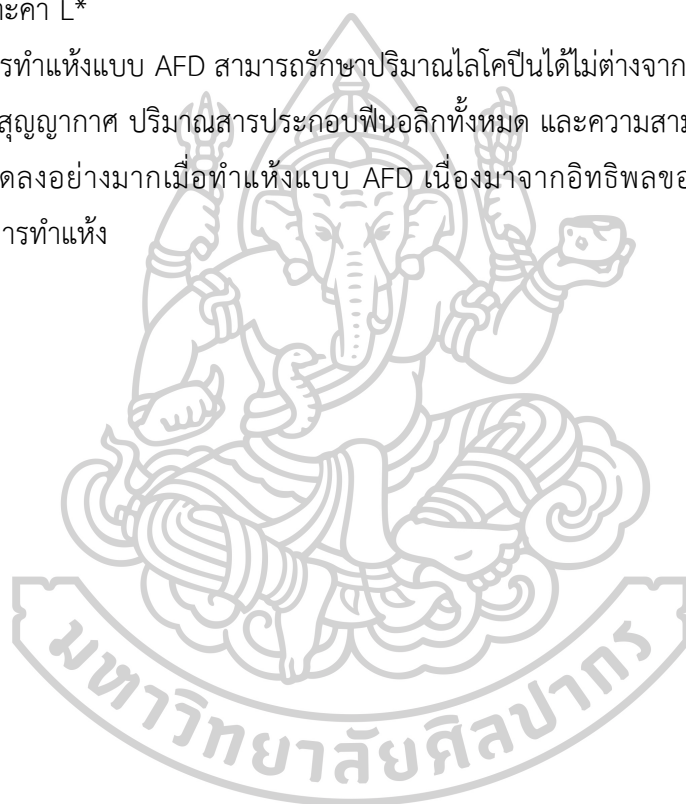 ะค่า L*
รทำแห้งแบบ AFD สามารถรักษาปริมาณไลโคปีนได้ไม่ต่างจาก
สุญญากาศ ปริมาณสารประกอบฟีนอลิกทั้งหมด และความสาม
ดลงอย่างมากเมื่อทำแห้งแบบ AFD เนื่องมาจากอิทธิพลขอ
ารทำแห้ง
มหาวิทยาลัยศิลปากร